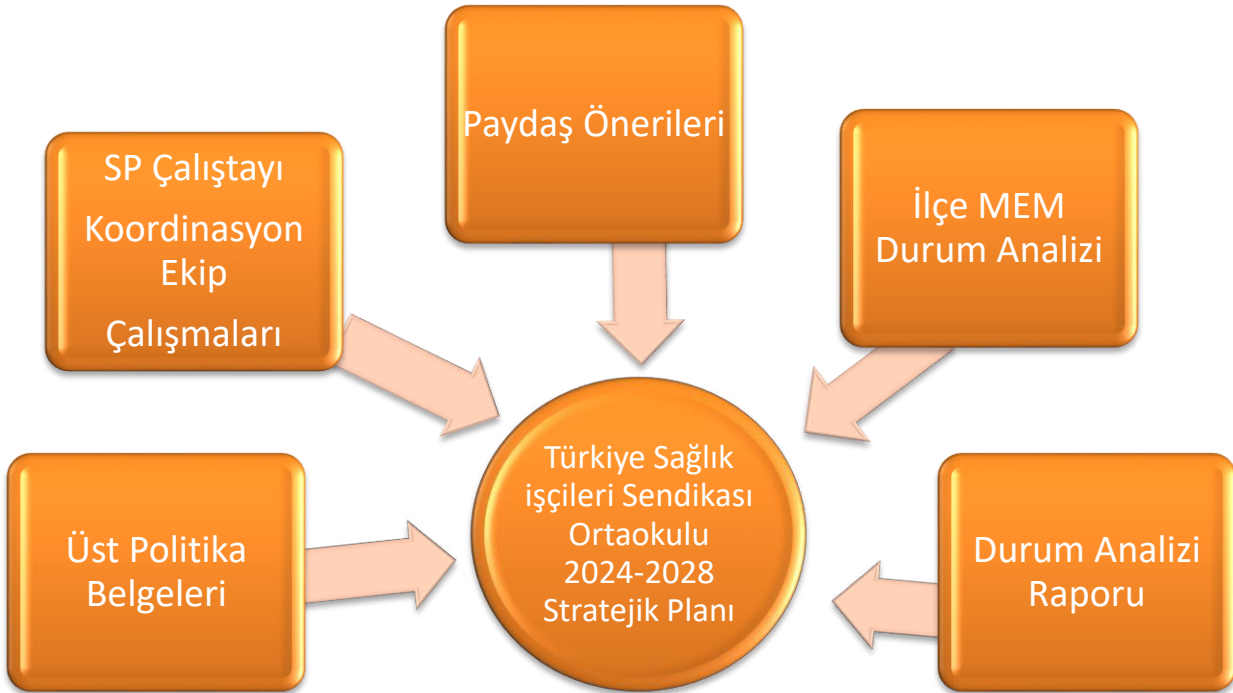 Paydaş Önerileri
SP Çalıştayı
Koordinasyon
Ekip
Çalışmaları
İlçe MEM
Durum Analizi
Üst Politika
Belgeleri
Türkiye Sağlık
işçileri Sendikası
Ortaokulu
2024-2028
Stratejik Planı
Durum Analizi
Raporu